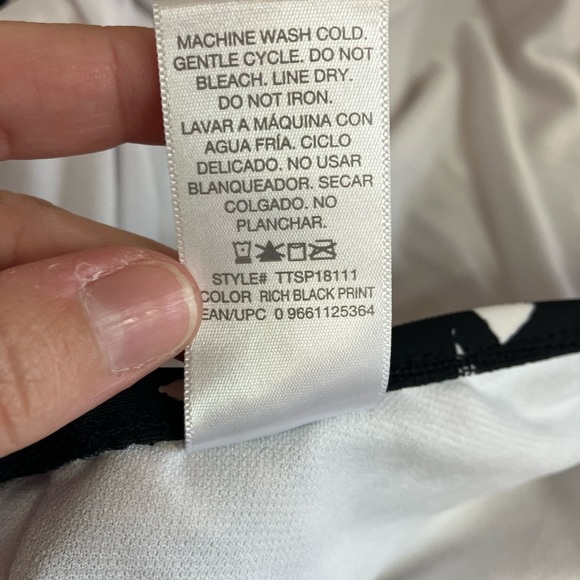 MACHINE WASH COLD.
GENTLE CYCLE. DO NOT
BLEACH. LINE DRY.
DO NOT IRON.
LAVAR A MÁQUINA CON
AGUA FRÍA. CICLO
DELICADO. NO USAR
BLANQUEADOR. SECAR
COLGADO. NO
PLANCHAR.
STYLE# TTSP18111
COLOR RICH BLACK PRINT
EAN/UPC 0 9661125364